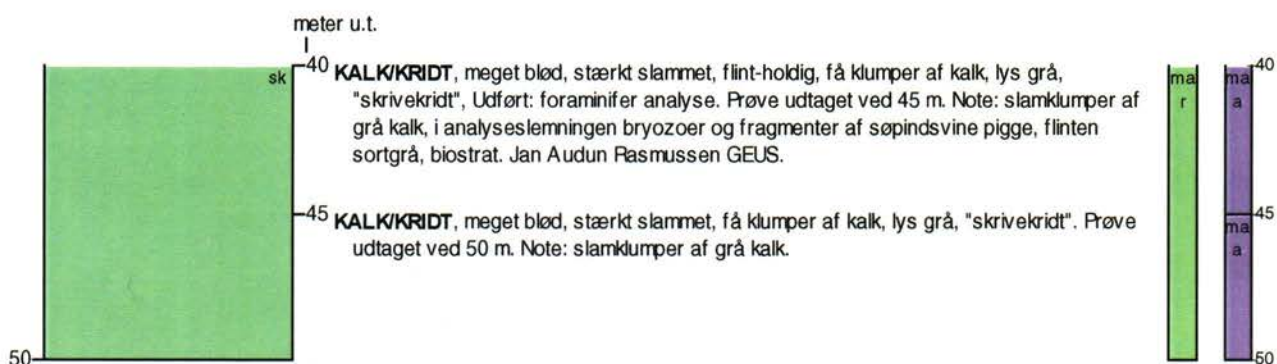 meter u.t.
sk
40 KALK/KRIDT, meget blød, stærkt slammet, flint-holdig, få klumper af kalk, lys grå,
"skrivekridt", Udført: foraminifer analyse. Prøve udtaget ved 45 m. Note: slamklumper af
grå kalk, i analyseslemningen bryozoer og fragmenter af søpindsvine pigge, flinten
sortgrå, biostrat. Jan Audun Rasmussen GEUS.
45 KALK/KRIDT, meget blød, stærkt slammet, få klumper af kalk, lys grå, "skrivekridt". Prøve
udtaget ved 50 m. Note: slamklumper af grå kalk.
50
ma
r
ma
a
40
45
ma
a
50